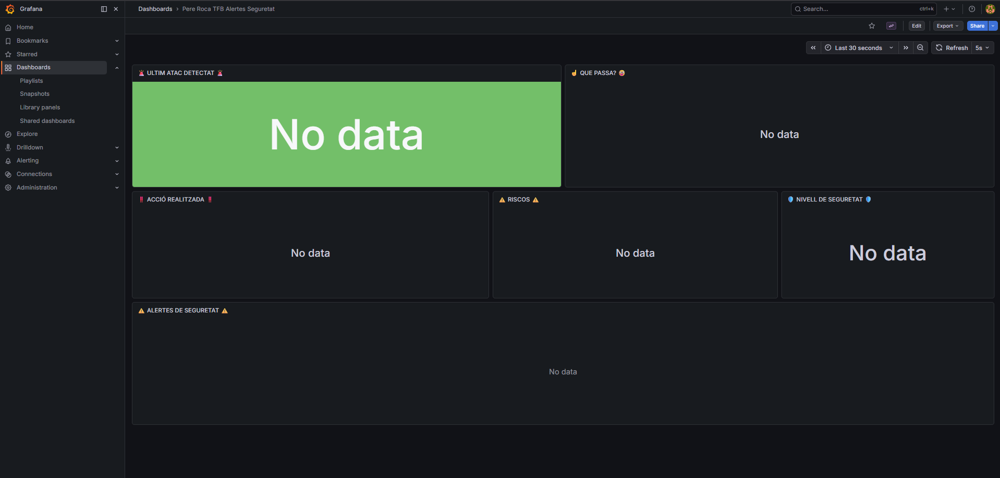 Grafana
Dashboards › Pere Roca TFB Alertes Seguretat
Search... ctrl+k
Home
Bookmarks
Starred
Dashboards
Playlists
Snapshots
Library panels
Shared dashboards
Explore
Drilldown
Alerting
Connections
Administration
Edit
Export
Share
Last 30 seconds
Refresh
5s
🚨 ULTIM ATAC DETECTAT 🚨
No data
☝ QUE PASSA? 🤡
No data
‼ ACCIÓ REALITZADA ‼
No data
⚠ RISCOS ⚠
No data
🛡 NIVELL DE SEGURETAT 🛡
No data
⚠ ALERTES DE SEGURETAT ⚠
No data